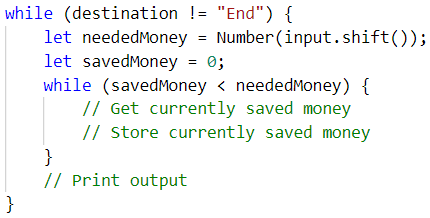 while (destination != "End") {
    let neededMoney = Number(input.shift());
    let savedMoney = 0;
    while (savedMoney < neededMoney) {
        // Get currently saved money
        // Store currently saved money
    }
    // Print output
}